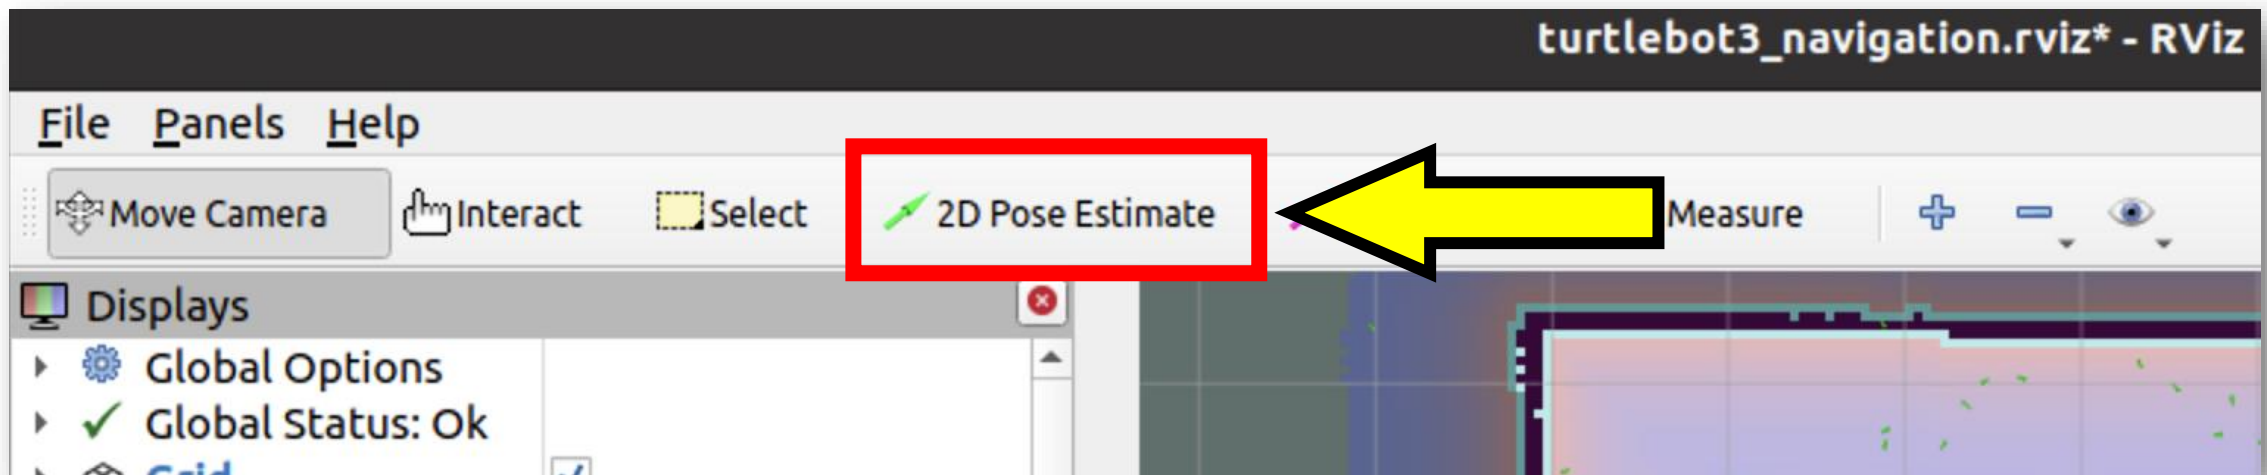 turtlebot3_navigation.rviz* - RViz
File Panels Help
Move Camera Interact Select 2D Pose Estimate Measure
Displays
Global Options
Global Status: Ok
Grid